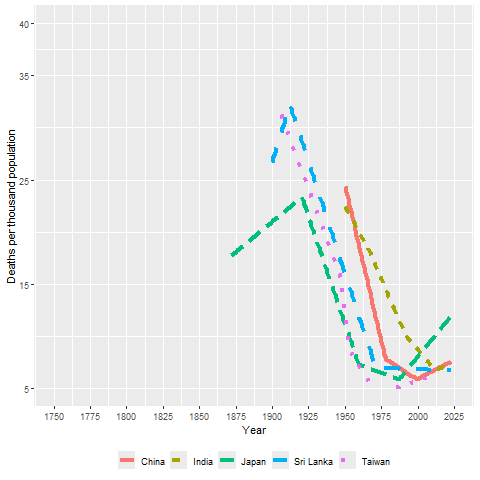 40
35
25
15
5
Deaths per thousand population
1750 1775 1800 1825 1850 1875 1900 1925 1950 1975 2000 2025
Year
China India Japan Sri Lanka Taiwan